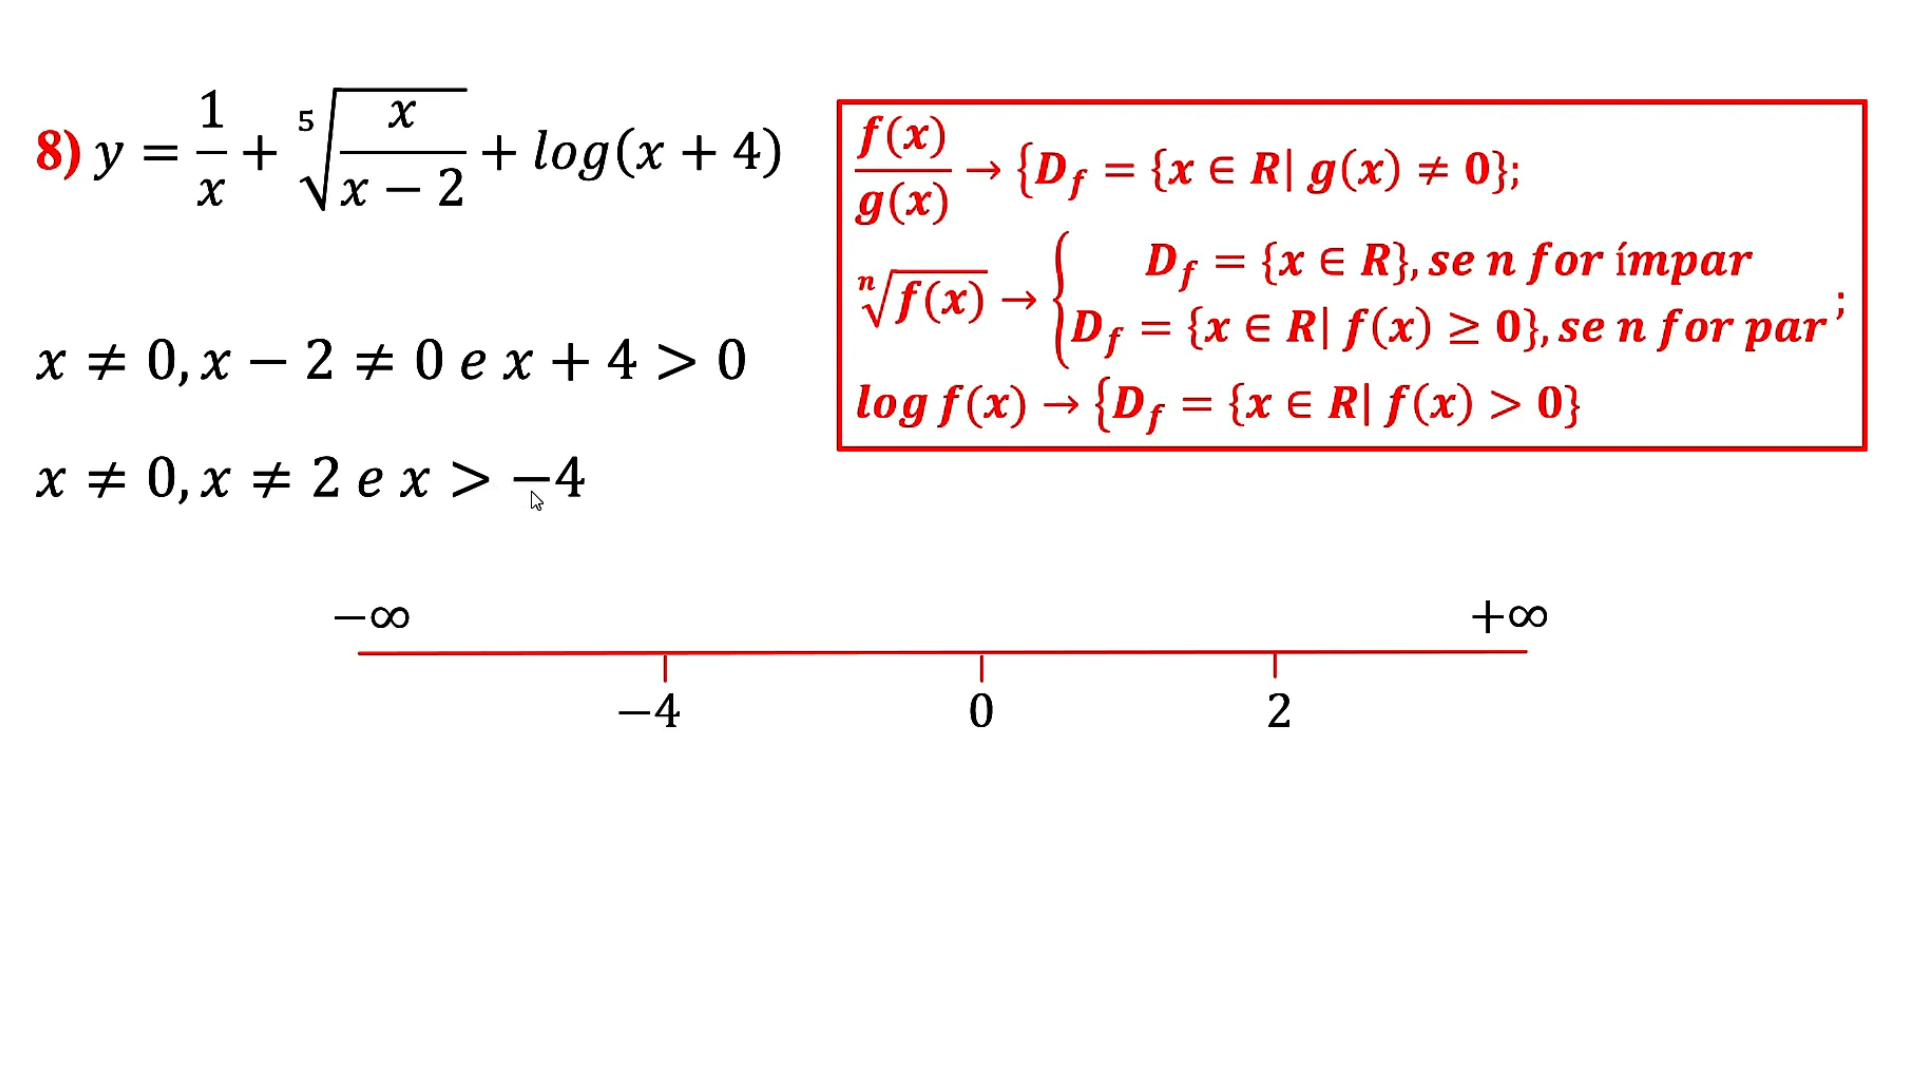 8) y = 1/x + ⁵√(x/(x − 2)) + log(x + 4)
f(x)/g(x) → {D_f = {x ∈ R| g(x) ≠ 0};
ⁿ√f(x) → { D_f = {x ∈ R}, se n for ímpar
D_f = {x ∈ R| f(x) ≥ 0}, se n for par ;
log f(x) → {D_f = {x ∈ R| f(x) > 0}
x ≠ 0, x − 2 ≠ 0 e x + 4 > 0
x ≠ 0, x ≠ 2 e x > −4
−∞ +∞
−4 0 2